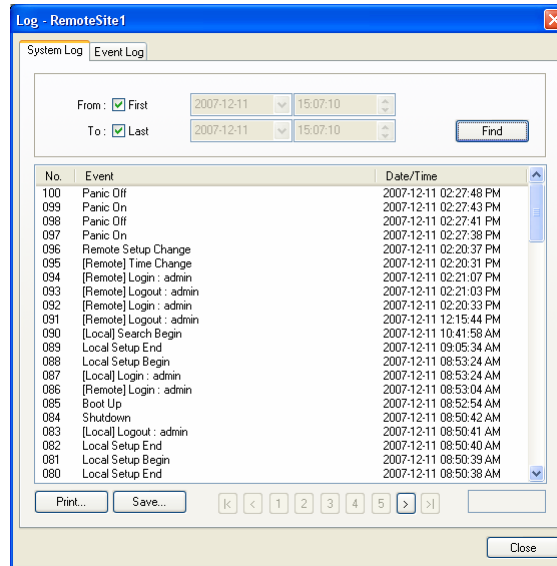 Log - RemoteSite1
System Log Event Log
From : First 2007-12-11 15:07:10
To : Last 2007-12-11 15:07:10 Find
No. Event Date/Time
100 Panic Off 2007-12-11 02:27:48 PM
099 Panic On 2007-12-11 02:27:43 PM
098 Panic Off 2007-12-11 02:27:41 PM
097 Panic On 2007-12-11 02:27:38 PM
096 Remote Setup Change 2007-12-11 02:20:37 PM
095 [Remote] Time Change 2007-12-11 02:20:31 PM
094 [Remote] Login : admin 2007-12-11 02:21:07 PM
093 [Remote] Logout : admin 2007-12-11 02:21:03 PM
092 [Remote] Login : admin 2007-12-11 02:20:33 PM
091 [Remote] Logout : admin 2007-12-11 12:15:44 PM
090 [Local] Search Begin 2007-12-11 10:41:58 AM
089 Local Setup End 2007-12-11 09:05:34 AM
088 Local Setup Begin 2007-12-11 08:53:24 AM
087 [Local] Login : admin 2007-12-11 08:53:24 AM
086 [Remote] Login : admin 2007-12-11 08:53:04 AM
085 Boot Up 2007-12-11 08:52:54 AM
084 Shutdown 2007-12-11 08:50:42 AM
083 [Local] Logout : admin 2007-12-11 08:50:41 AM
082 Local Setup End 2007-12-11 08:50:40 AM
081 Local Setup Begin 2007-12-11 08:50:39 AM
080 Local Setup End 2007-12-11 08:50:38 AM
Print... Save... 1 2 3 4 5
Close